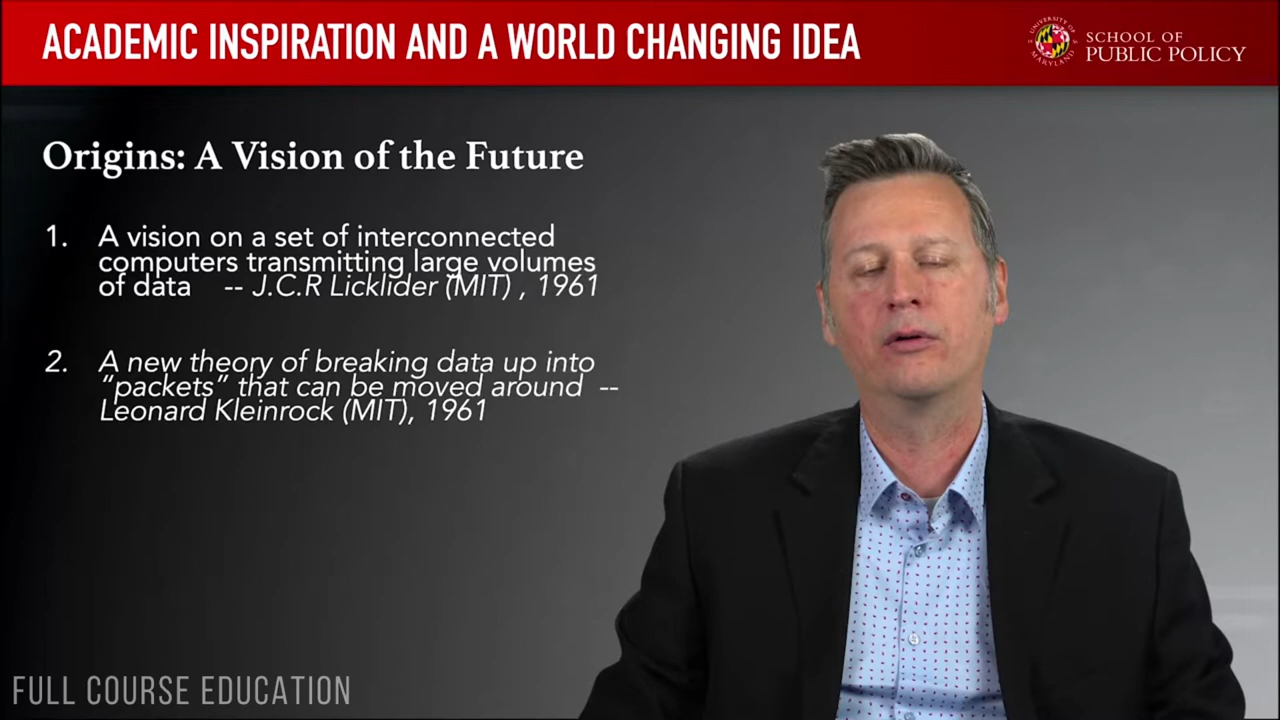 ACADEMIC INSPIRATION AND A WORLD CHANGING IDEA
UNIVERSITY OF
MARYLAND
SCHOOL OF
PUBLIC POLICY
Origins: A Vision of the Future
1. A vision on a set of interconnected
computers transmitting large volumes
of data -- J.C.R Licklider (MIT) , 1961
2. A new theory of breaking data up into
“packets” that can be moved around --
Leonard Kleinrock (MIT), 1961
FULL COURSE EDUCATION